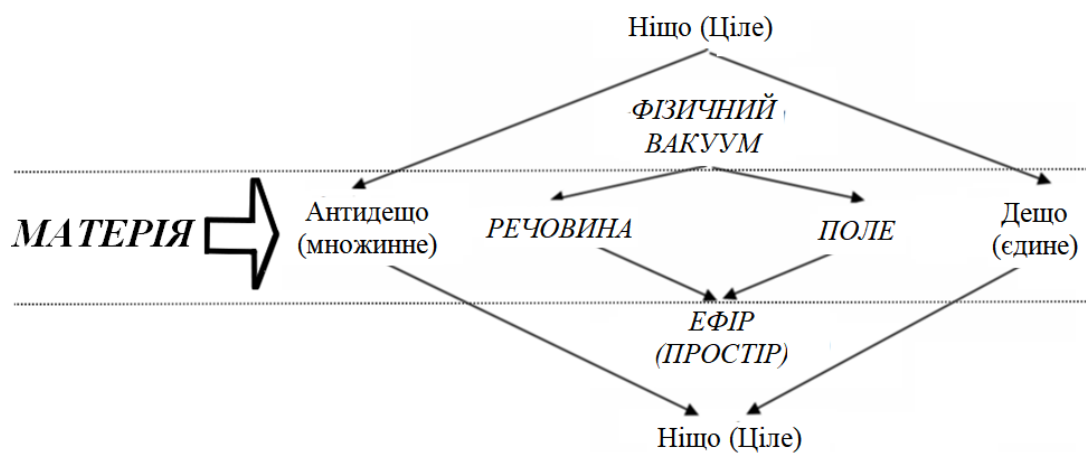 Ніщо (Ціле)
ФІЗИЧНИЙ
ВАКУУМ
МАТЕРІЯ
Антидещо
(множинне)
РЕЧОВИНА
ПОЛЕ
Дещо
(єдине)
ЕФІР
(ПРОСТІР)
Ніщо (Ціле)